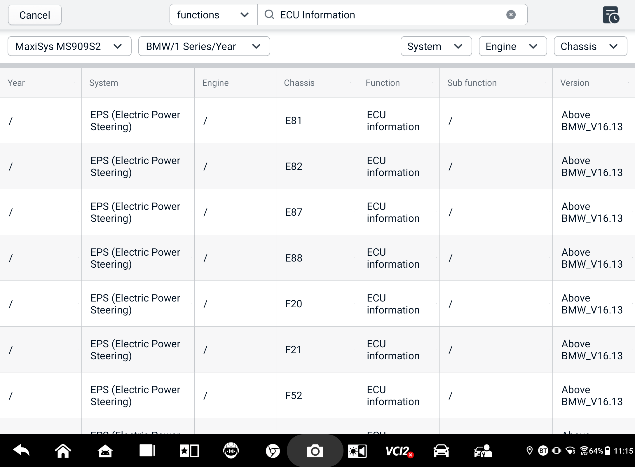 Cancel
functions
ECU Information
MaxiSys MS909S2
BMW/1 Series/Year
System
Engine
Chassis
Year System Engine Chassis Function Sub function Version
/ EPS (Electric Power Steering) / E81 ECU information / Above BMW_V16.13
/ EPS (Electric Power Steering) / E82 ECU information / Above BMW_V16.13
/ EPS (Electric Power Steering) / E87 ECU information / Above BMW_V16.13
/ EPS (Electric Power Steering) / E88 ECU information / Above BMW_V16.13
/ EPS (Electric Power Steering) / F20 ECU information / Above BMW_V16.13
/ EPS (Electric Power Steering) / F21 ECU information / Above BMW_V16.13
/ EPS (Electric Power Steering) / F52 ECU information / Above BMW_V16.13
VCI2
BT
64%
11:15